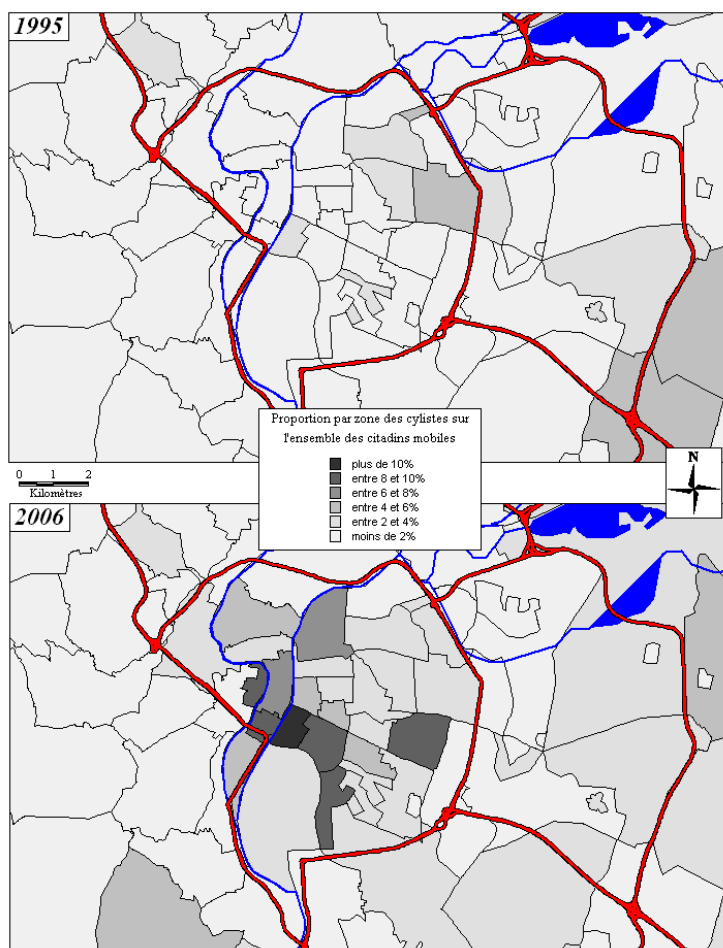 1995
Proportion par zone des cylistes sur
l'ensemble des citadins mobiles
plus de 10%
entre 8 et 10%
entre 6 et 8%
entre 4 et 6%
entre 2 et 4%
moins de 2%
N
0 1 2
Kilomètres
2006